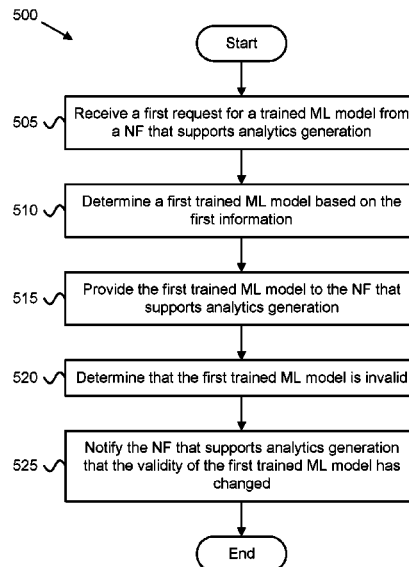 500
Start
505
Receive a first request for a trained ML model from
a NF that supports analytics generation
510
Determine a first trained ML model based on the
first information
515
Provide the first trained ML model to the NF that
supports analytics generation
520
Determine that the first trained ML model is invalid
525
Notify the NF that supports analytics generation
that the validity of the first trained ML model has
changed
End